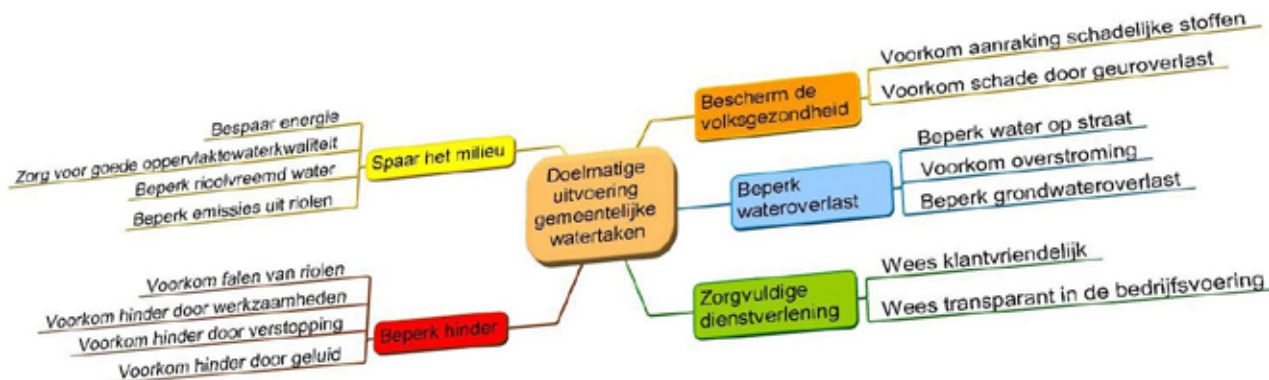 Doelmatige
uitvoering
gemeentelijke
watertaken
Spaar het milieu
Bespaar energie
Zorg voor goede oppervlaktewaterkwaliteit
Beperk rioolvreemd water
Beperk emissies uit riolen
Beperk hinder
Voorkom falen van riolen
Voorkom hinder door werkzaamheden
Voorkom hinder door verstopping
Voorkom hinder door geluid
Bescherm de
volksgezondheid
Voorkom aanraking schadelijke stoffen
Voorkom schade door geuroverlast
Beperk
wateroverlast
Beperk water op straat
Voorkom overstroming
Beperk grondwateroverlast
Zorgvuldige
dienstverlening
Wees klantvriendelijk
Wees transparant in de bedrijfsvoering